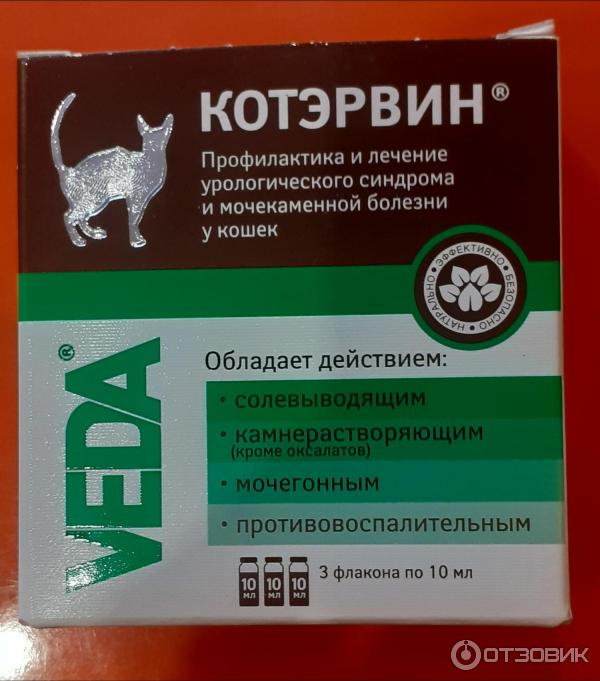 КОТЭРВИН®
Профилактика и лечение
урологического синдрома
и мочекаменной болезни
у кошек
ЭФФЕКТИВНО • БЕЗОПАСНО • НАТУРАЛЬНО •
VEDA®
Обладает действием:
• солевыводящим
• камнерастворяющим
(кроме оксалатов)
• мочегонным
• противовоспалительным
10 МЛ 10 МЛ 10 МЛ
3 флакона по 10 мл
ОТЗОВИК